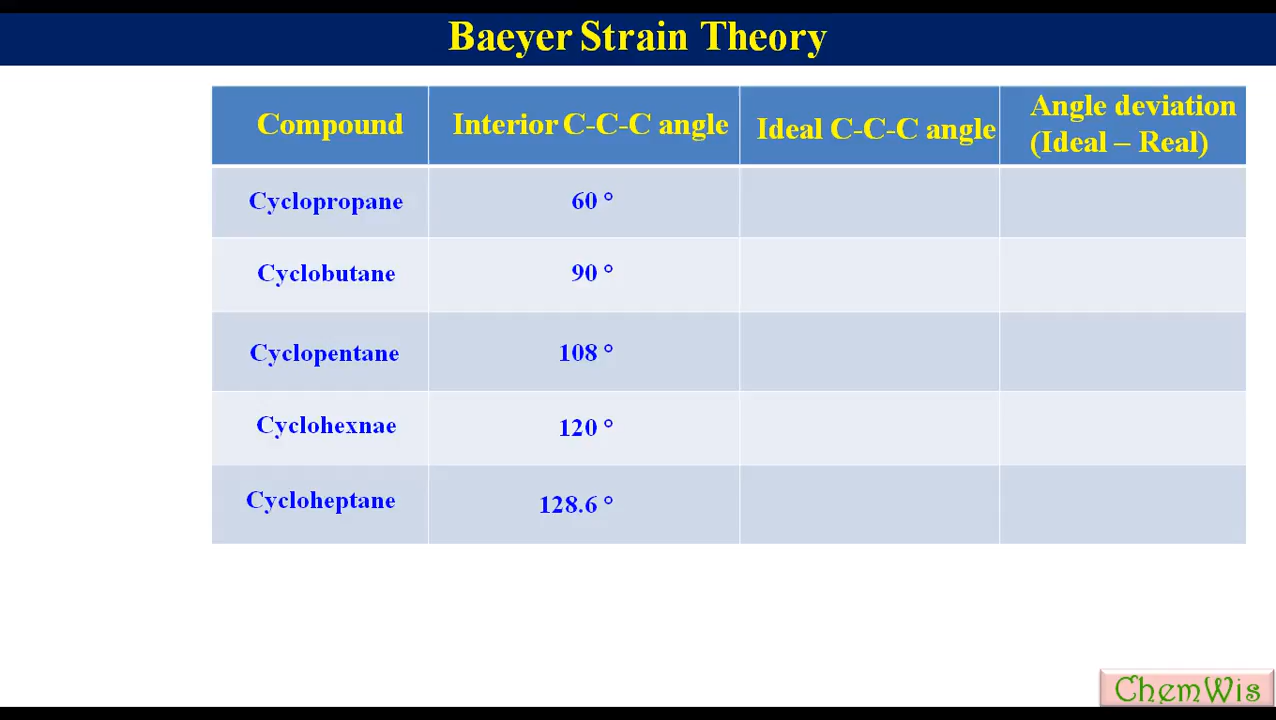 Baeyer Strain Theory
Compound Interior C-C-C angle Ideal C-C-C angle Angle deviation
(Ideal – Real)
Cyclopropane 60 °
Cyclobutane 90 °
Cyclopentane 108 °
Cyclohexnae 120 °
Cycloheptane 128.6 °
ChemWis